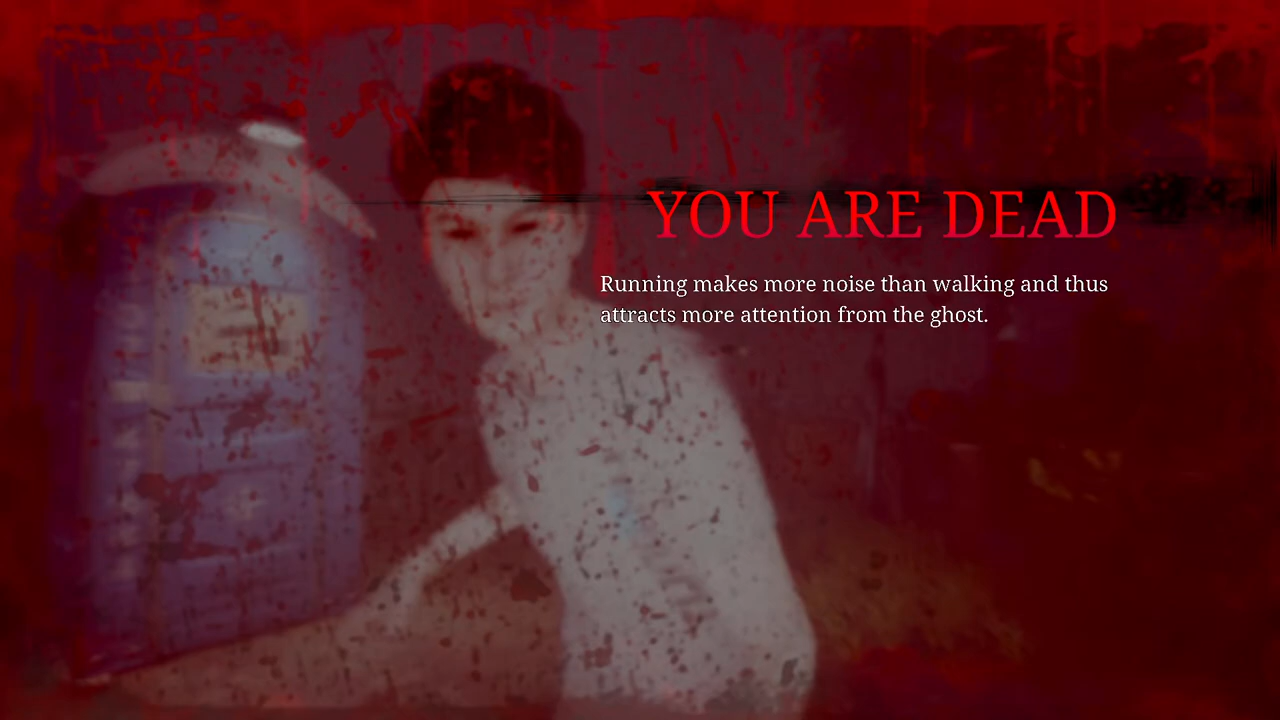 YOU ARE DEAD
Running makes more noise than walking and thus
attracts more attention from the ghost.